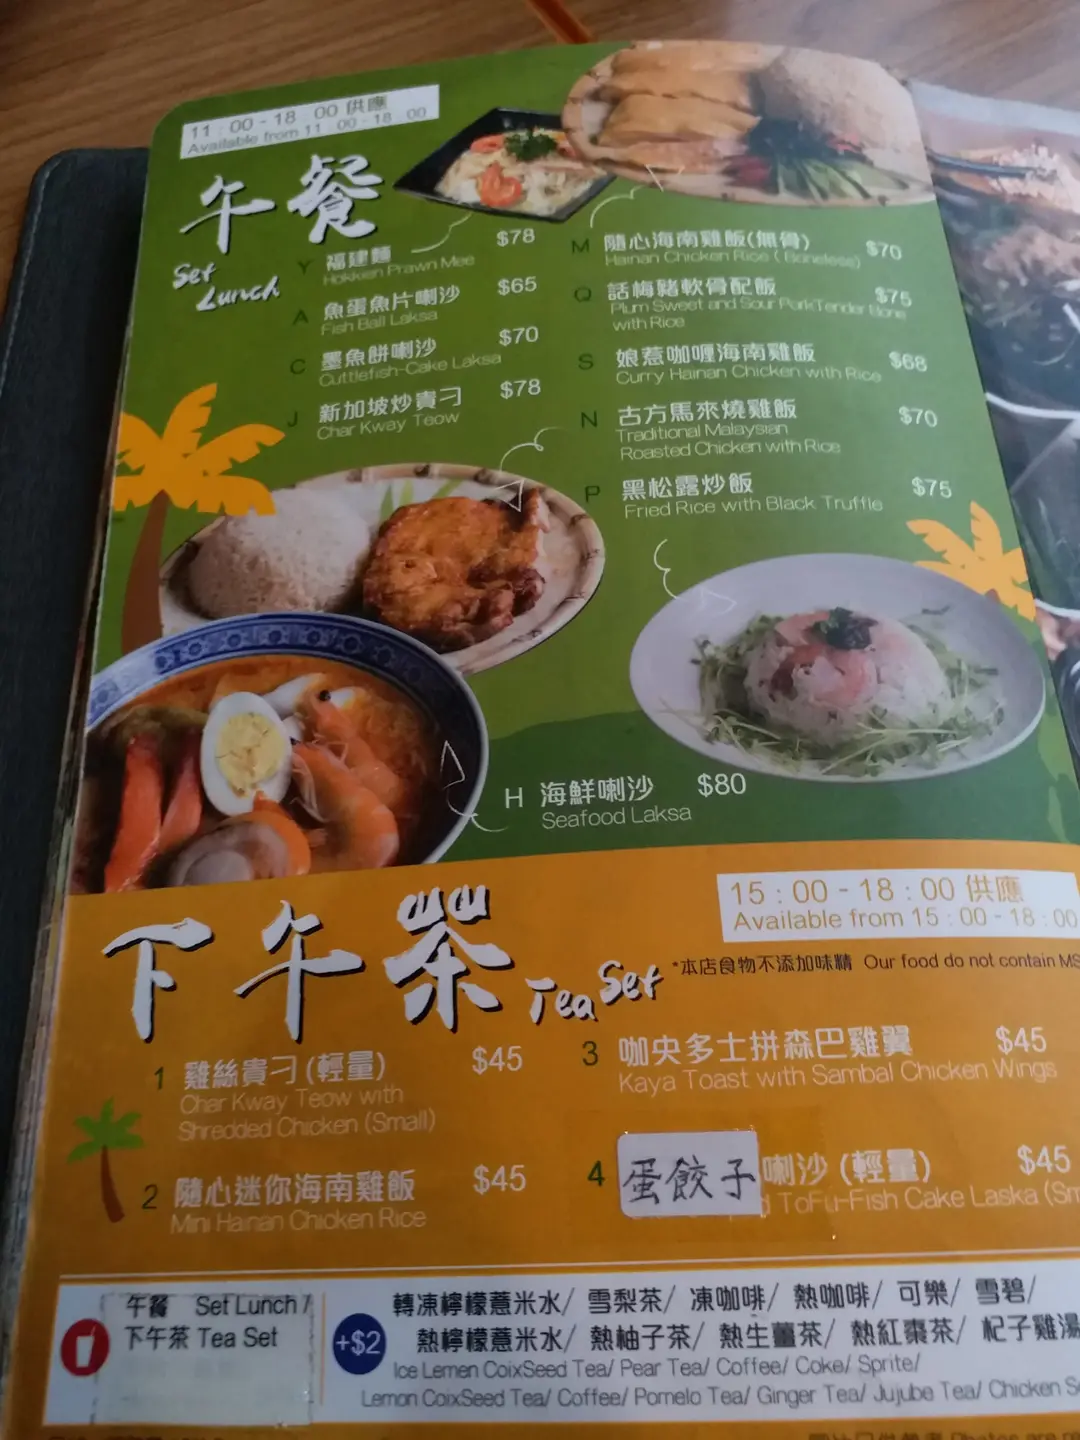 11：00 - 18：00 供應
Available from 11：00 - 18：00
午餐
Set
Lunch
Y 福建麵 $78
Hokkien Prawn Mee
A 魚蛋魚片喇沙 $65
Fish Ball Laksa
C 墨魚餅喇沙 $70
Cuttlefish-Cake Laksa
J 新加坡炒貴刁 $78
Char Kway Teow
M 隨心海南雞飯(無骨) $70
Hainan Chicken Rice ( Boneless)
Q 話梅豬軟骨配飯 $75
Plum Sweet and Sour PorkTender Bone
with Rice
S 娘惹咖喱海南雞飯 $68
Curry Hainan Chicken with Rice
N 古方馬來燒雞飯 $70
Traditional Malaysian
Roasted Chicken with Rice
P 黑松露炒飯 $75
Fried Rice with Black Truffle
H 海鮮喇沙 $80
Seafood Laksa
15：00 - 18：00 供應
Available from 15：00 - 18：00
下午茶 Tea Set
*本店食物不添加味精 Our food do not contain MS
1 雞絲貴刁(輕量) $45
Char Kway Teow with
Shredded Chicken (Small)
2 隨心迷你海南雞飯 $45
Mini Hainan Chicken Rice
3 咖央多士拼森巴雞翼 $45
Kaya Toast with Sambal Chicken Wings
4 蛋餃子喇沙 (輕量) $45
d ToFu-Fish Cake Laska (Sm
午餐 Set Lunch /
下午茶 Tea Set
+$2
轉凍檸檬薏米水/ 雪梨茶/ 凍咖啡/ 熱咖啡/ 可樂/ 雪碧/
熱檸檬薏米水/ 熱柚子茶/ 熱生薑茶/ 熱紅棗茶/ 杞子雞湯
Ice Lemen CoixSeed Tea/ Pear Tea/ Coffee/ Coke/ Sprite/
Lemon CoixSeed Tea/ Coffee/ Pomelo Tea/ Ginger Tea/ Jujube Tea/ Chicken S